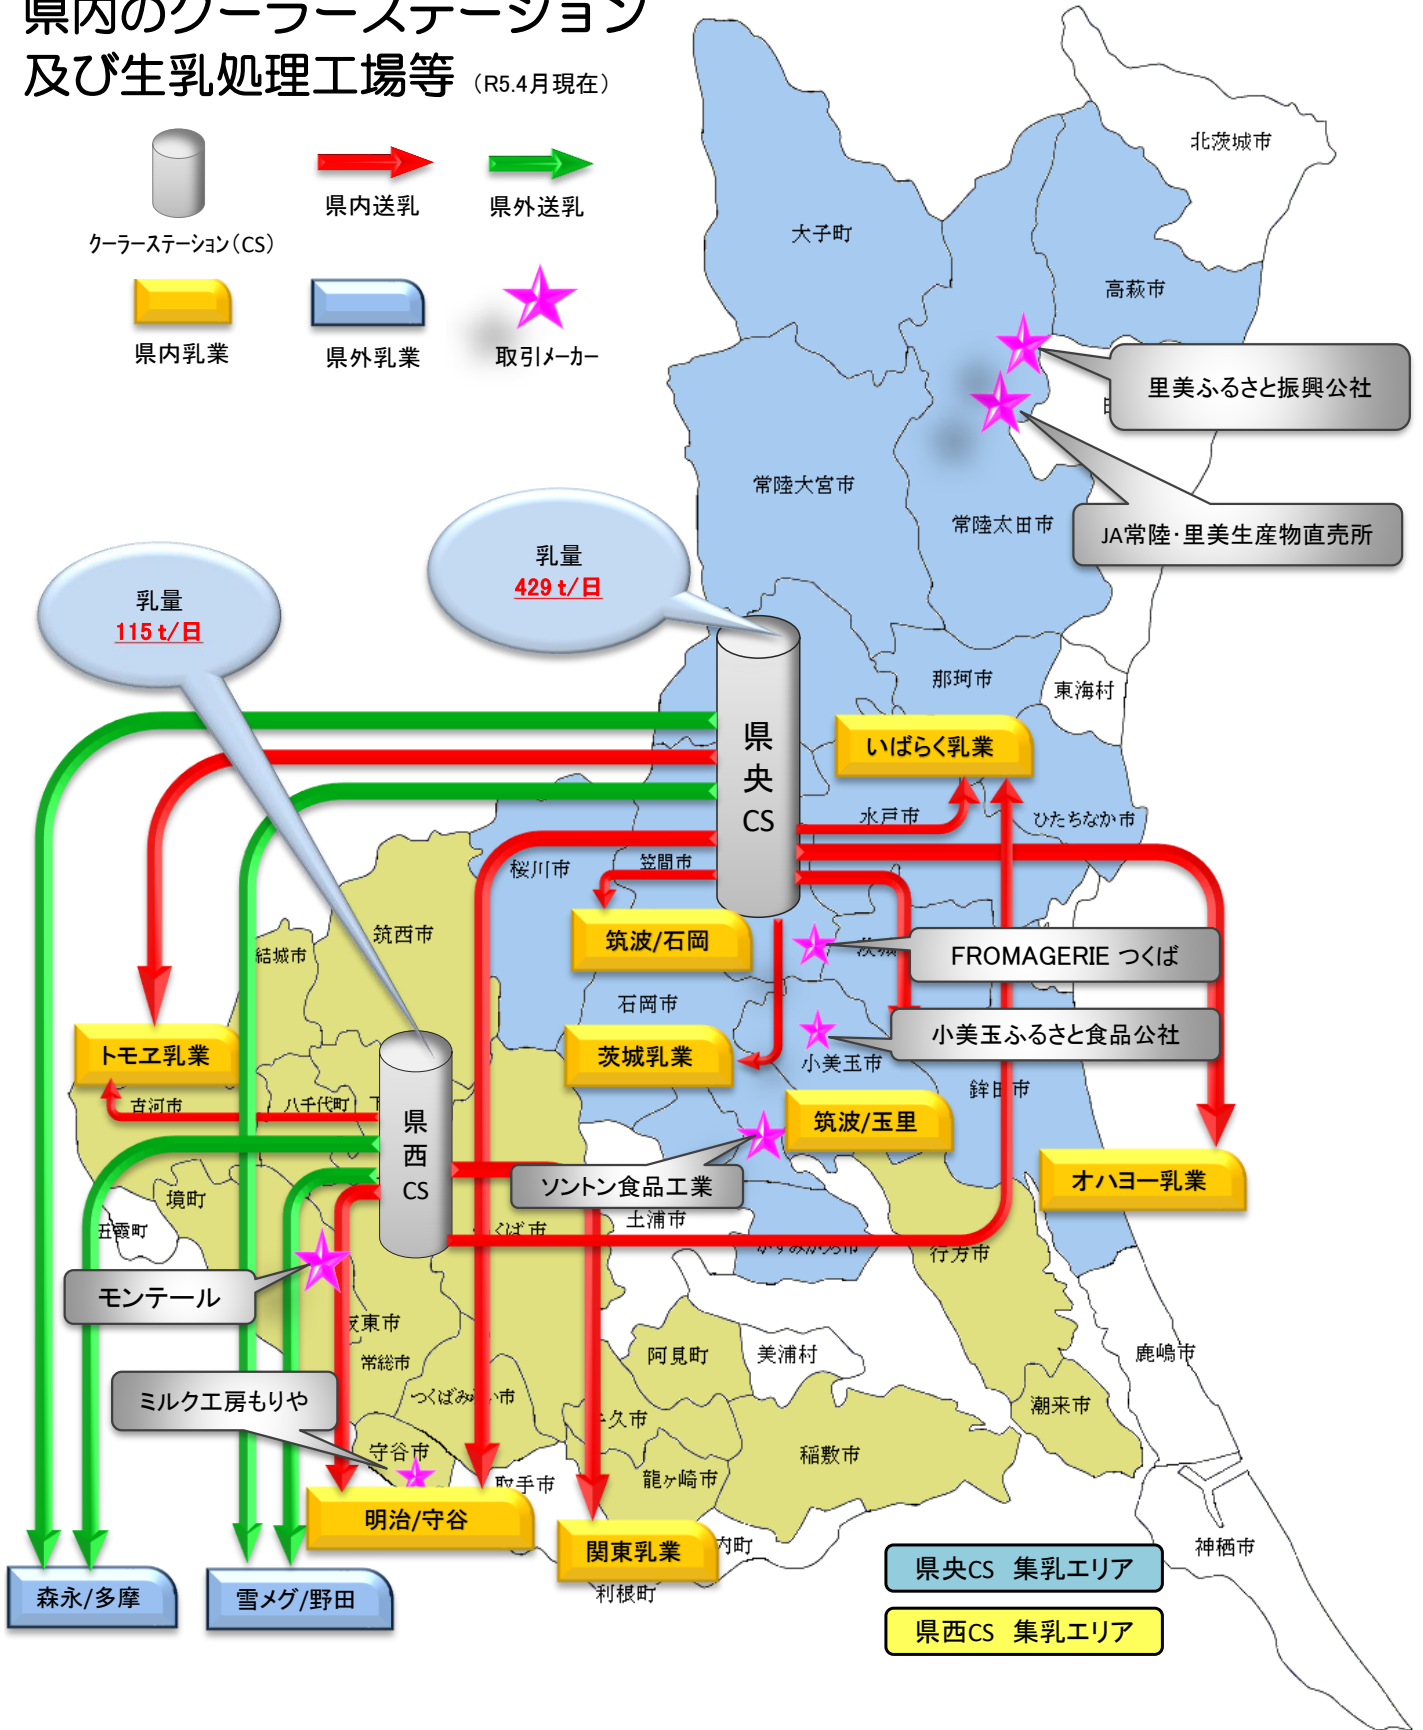 県内のクーラーステーション
及び生乳処理工場等 （R5.4月現在）
クーラーステーション（CS）
県内送乳
県外送乳
県内乳業
県外乳業
取引メーカー
北茨城市
大子町
高萩市
里美ふるさと振興公社
常陸大宮市
常陸太田市
JA常陸・里美生産物直売所
乳量
429 t/日
乳量
115 t/日
那珂市
東海村
県
央
CS
いばらく乳業
水戸市
ひたちなか市
笠間市
桜川市
筑西市
結城市
筑波/石岡
FROMAGERIE つくば
石岡市
小美玉ふるさと食品公社
茨城乳業
小美玉市
鉾田市
トモヱ乳業
古河市
八千代町
県
西
CS
筑波/玉里
ソントン食品工業
オハヨー乳業
境町
五霞町
土浦市
かすみがうら市
行方市
モンテール
常総市
阿見町
美浦村
鹿嶋市
ミルク工房もりや
潮来市
守谷市
取手市
龍ヶ崎市
稲敷市
明治/守谷
関東乳業
利根町
神栖市
森永/多摩
雪メグ/野田
県央CS 集乳エリア
県西CS 集乳エリア